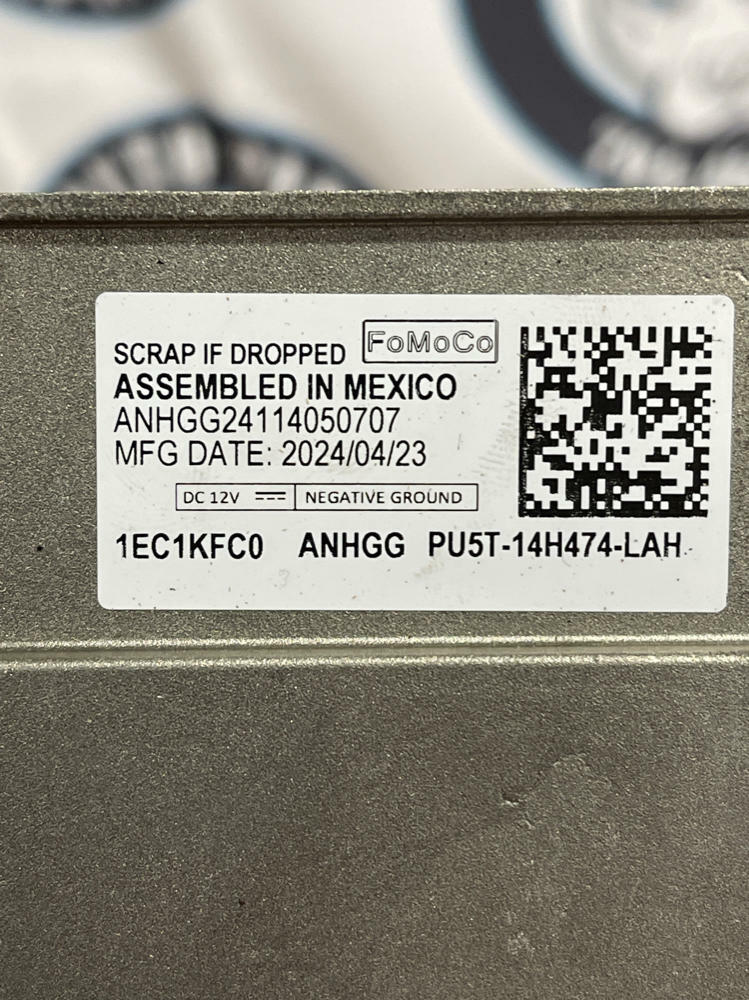 SCRAP IF DROPPED FoMoCo
ASSEMBLED IN MEXICO
ANHGG24114050707
MFG DATE: 2024/04/23
DC 12V NEGATIVE GROUND
1EC1KFC0 ANHGG PU5T-14H474-LAH